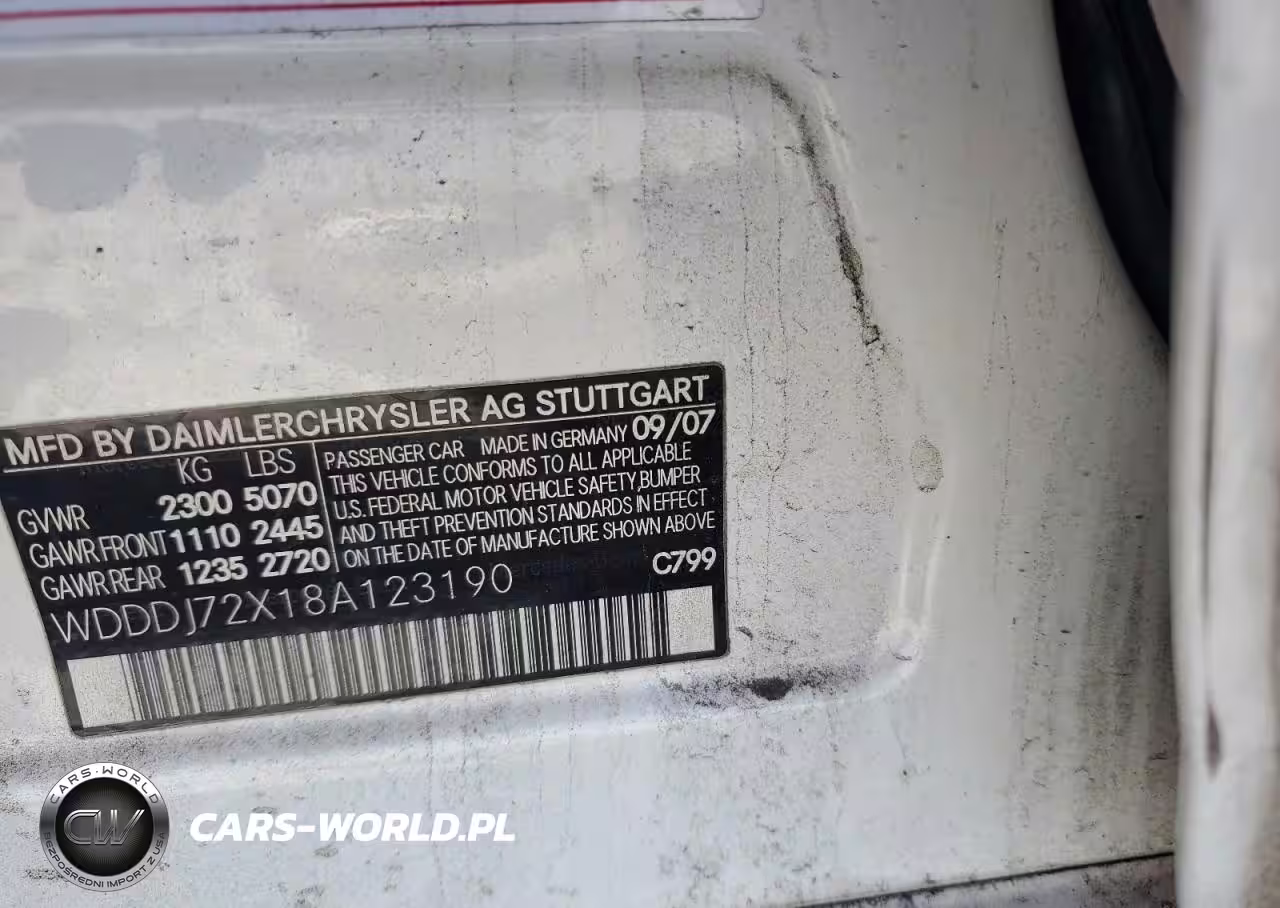 MFD BY DAIMLERCHRYSLER AG STUTTGART
KG LBS
GVWR 2300 5070
GAWR FRONT 1110 2445
GAWR REAR 1235 2720
PASSENGER CAR MADE IN GERMANY 09/07
THIS VEHICLE CONFORMS TO ALL APPLICABLE
U.S. FEDERAL MOTOR VEHICLE SAFETY,BUMPER
AND THEFT PREVENTION STANDARDS IN EFFECT
ON THE DATE OF MANUFACTURE SHOWN ABOVE
C799
WDDDJ72X18A123190
CARS-WORLD
CW
BEZPOŚREDNI IMPORT Z USA
CARS-WORLD.PL